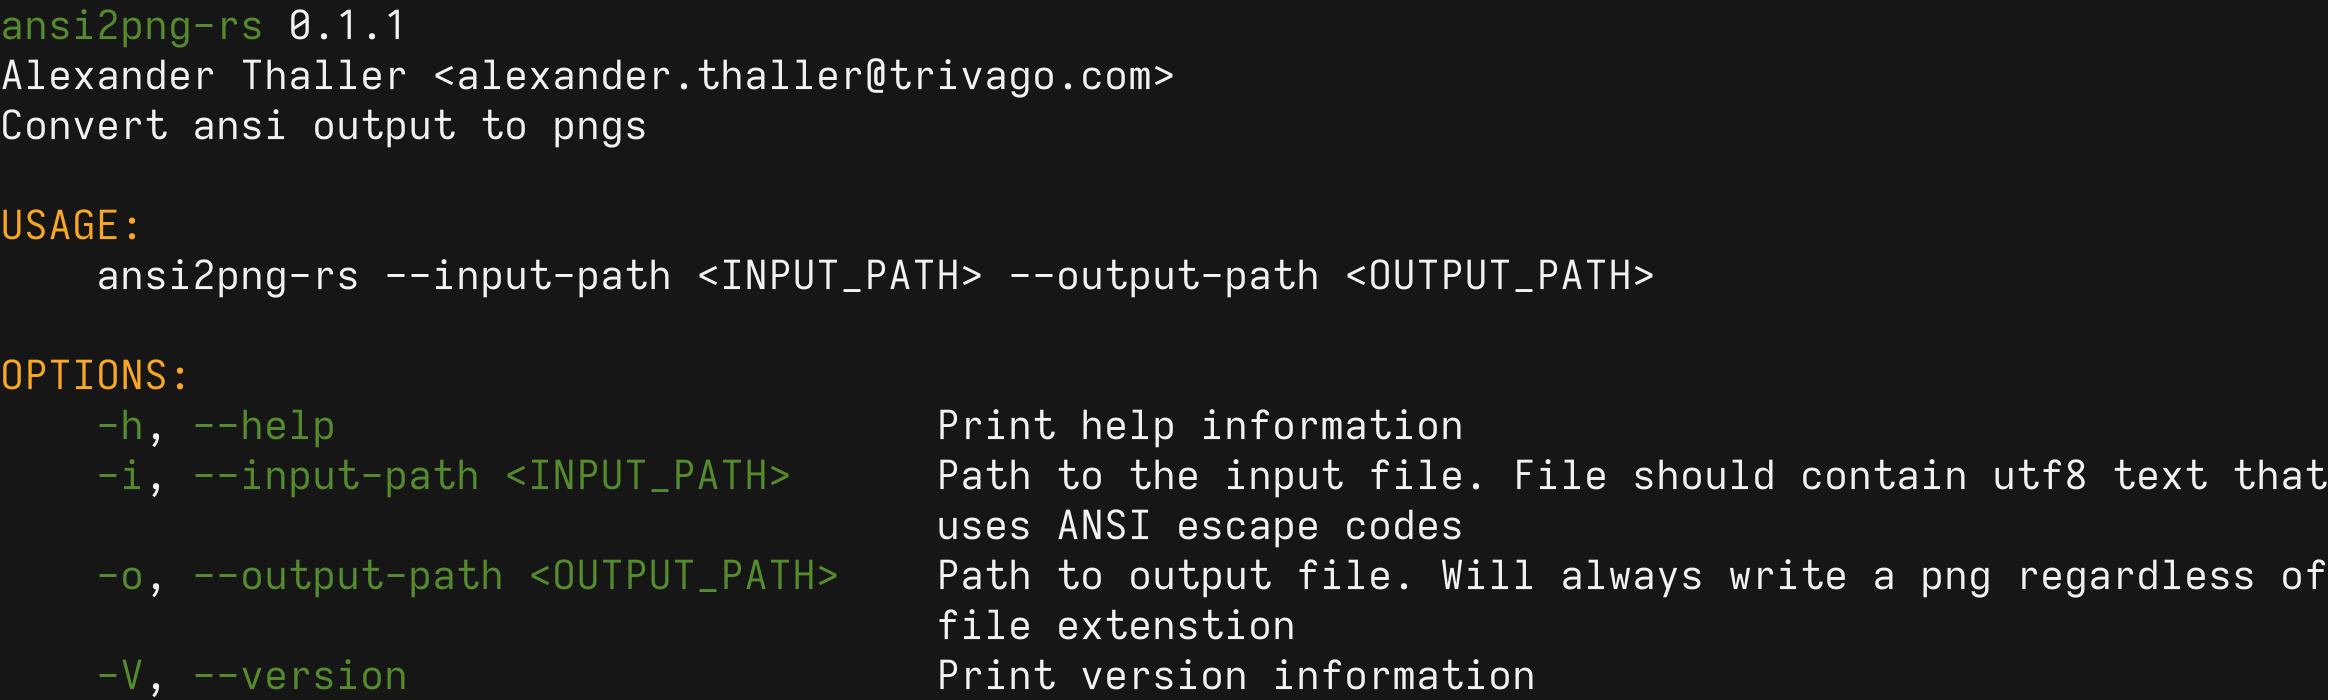 ansi2png-rs 0.1.1
Alexander Thaller <alexander.thaller@trivago.com>
Convert ansi output to pngs
USAGE:
    ansi2png-rs --input-path <INPUT_PATH> --output-path <OUTPUT_PATH>
OPTIONS:
    -h, --help                         Print help information
    -i, --input-path <INPUT_PATH>      Path to the input file. File should contain utf8 text that
                                       uses ANSI escape codes
    -o, --output-path <OUTPUT_PATH>    Path to output file. Will always write a png regardless of
                                       file extenstion
    -V, --version                      Print version information